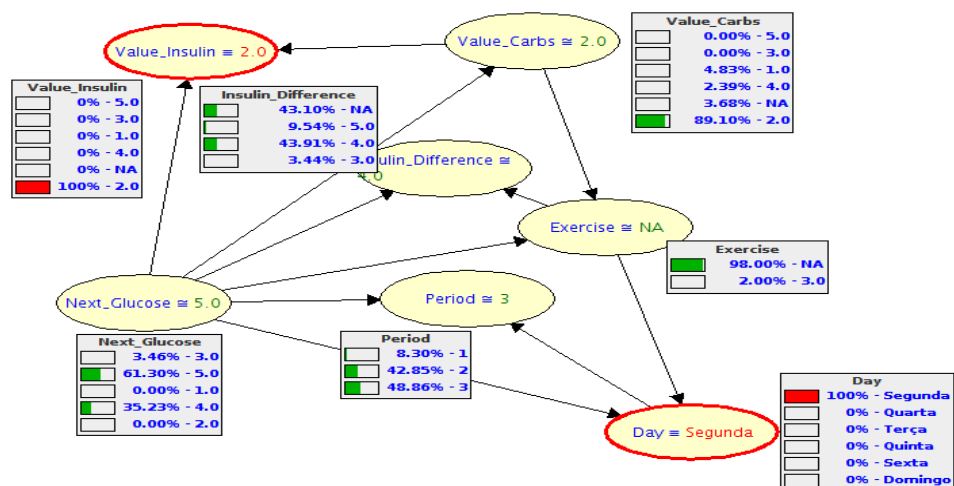 Value_Insulin ≡ 2.0
Value_Carbs ≅ 2.0
Value_Carbs
0.00% - 5.0
0.00% - 3.0
4.83% - 1.0
2.39% - 4.0
3.68% - NA
89.10% - 2.0
Value_Insulin
0% - 5.0
0% - 3.0
0% - 1.0
0% - 4.0
0% - NA
100% - 2.0
Insulin_Difference
43.10% - NA
9.54% - 5.0
43.91% - 4.0
3.44% - 3.0
ulin_Difference ≅
4.0
Exercise ≅ NA
Exercise
98.00% - NA
2.00% - 3.0
Next_Glucose ≅ 5.0
Period ≅ 3
Next_Glucose
3.46% - 3.0
61.30% - 5.0
0.00% - 1.0
35.23% - 4.0
0.00% - 2.0
Period
8.30% - 1
42.85% - 2
48.86% - 3
Day ≡ Segunda
Day
100% - Segunda
0% - Quarta
0% - Terça
0% - Quinta
0% - Sexta
0% - Domingo